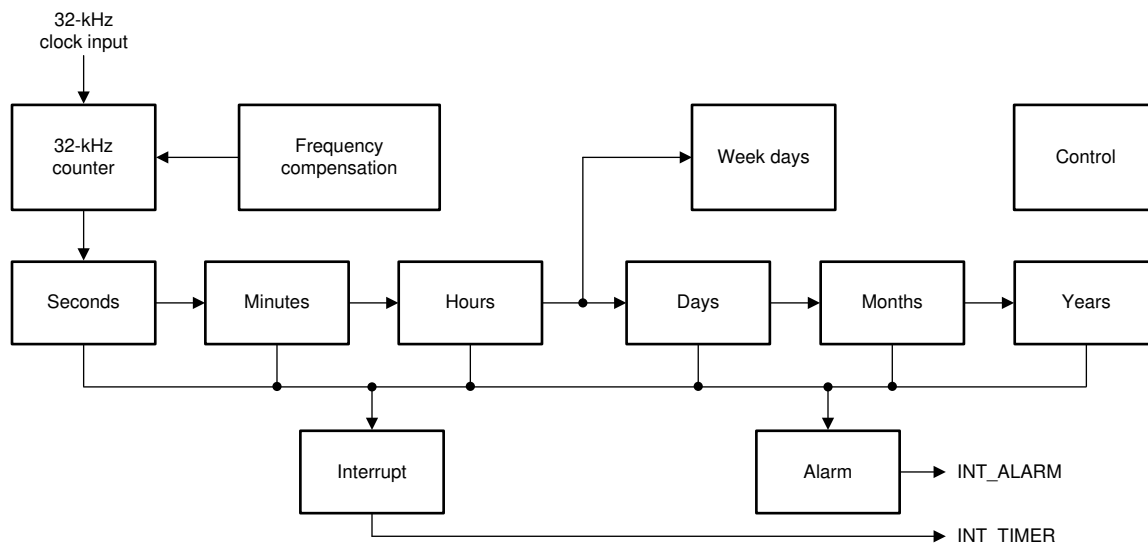 32-kHz
clock input
32-kHz
counter
Frequency
compensation
Week days
Control
Seconds
Minutes
Hours
Days
Months
Years
Interrupt
Alarm
INT_ALARM
INT_TIMER